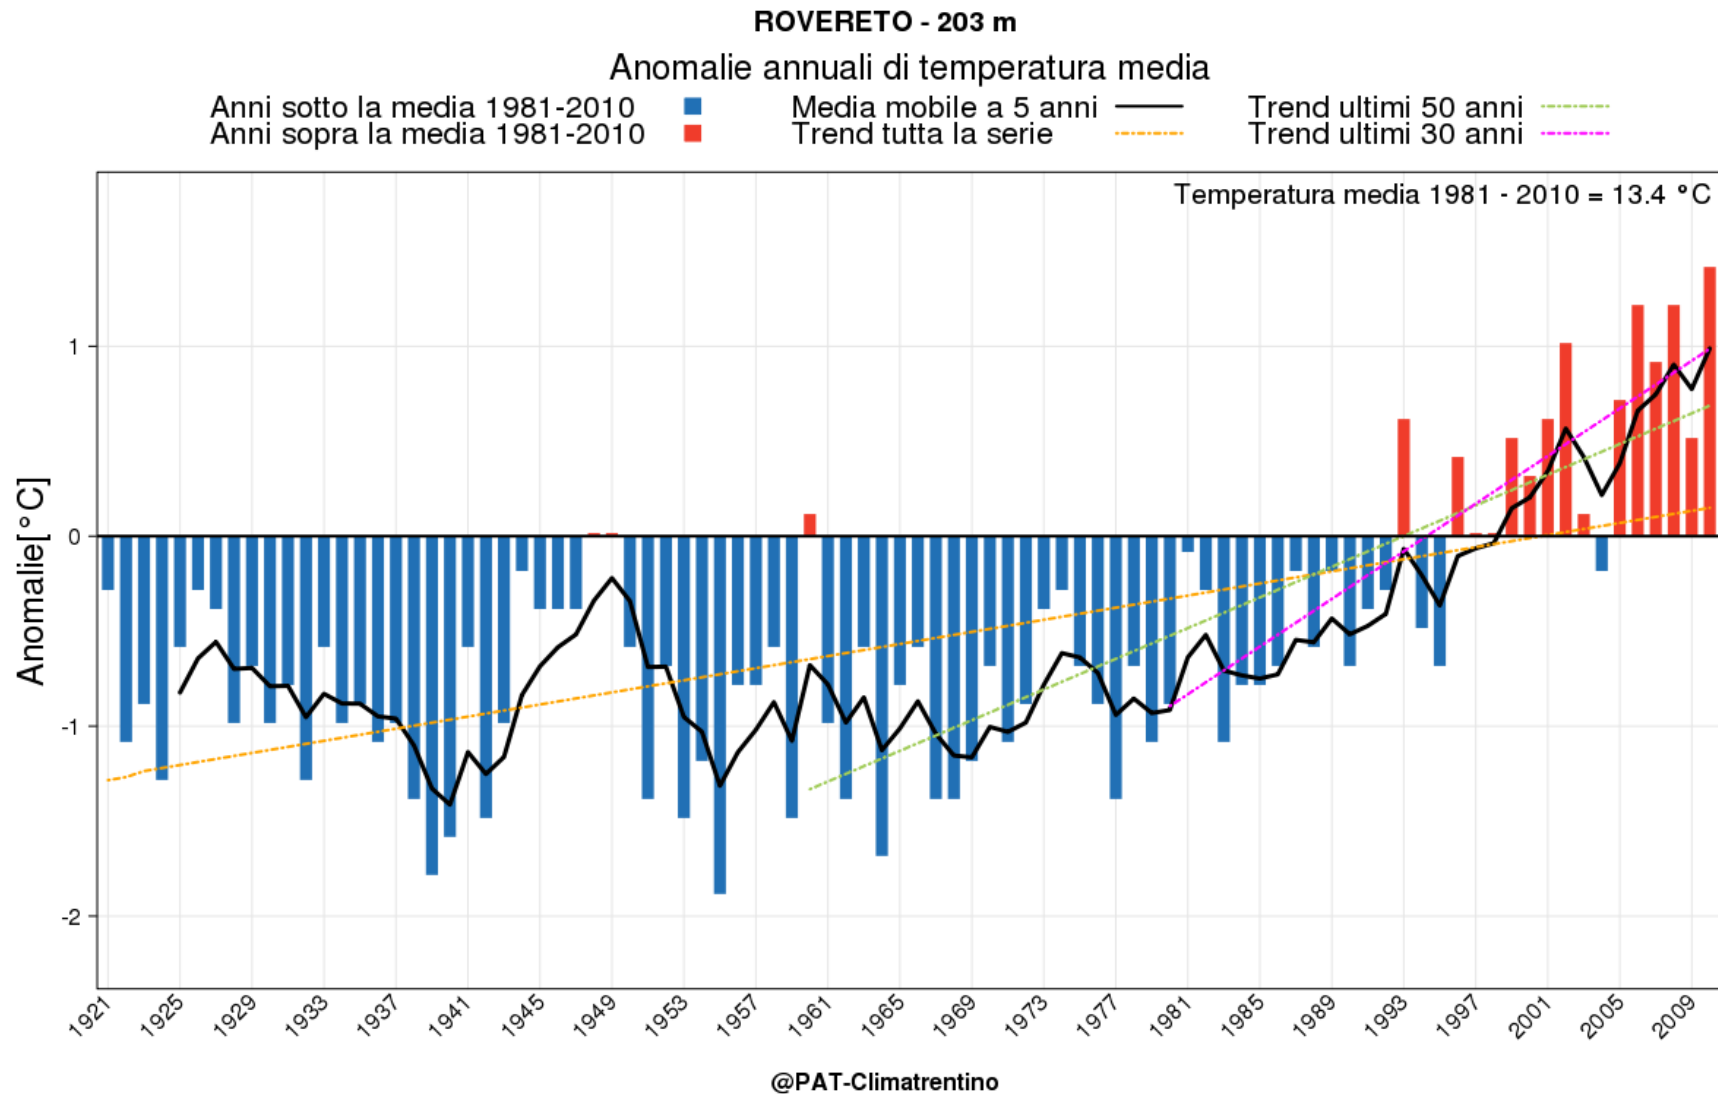 ROVERETO - 203 m
Anomalie annuali di temperatura media
Anni sotto la media 1981-2010
Anni sopra la media 1981-2010
Media mobile a 5 anni
Trend tutta la serie
Trend ultimi 50 anni
Trend ultimi 30 anni
Temperatura media 1981 - 2010 = 13.4 °C
Anomalie[°C]
1
0
-1
-2
1921 1925 1929 1933 1937 1941 1945 1949 1953 1957 1961 1965 1969 1973 1977 1981 1985 1989 1993 1997 2001 2005 2009
@PAT-Climatrentino